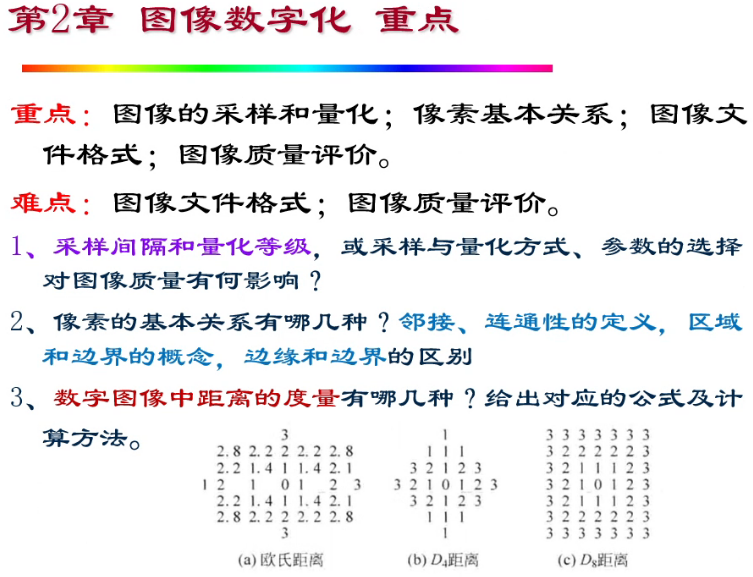 第2章 图像数字化 重点
重点：图像的采样和量化；像素基本关系；图像文
件格式；图像质量评价。
难点：图像文件格式；图像质量评价。
1、采样间隔和量化等级，或采样与量化方式、参数的选择
对图像质量有何影响？
2、像素的基本关系有哪几种？邻接、连通性的定义，区域
和边界的概念，边缘和边界的区别
3、数字图像中距离的度量有哪几种？给出对应的公式及计
算方法。
3
2.8 2.2 2 2.2 2.8
2.2 1.4 1 1.4 2.1
1 2 1 0 1 2 3
2.2 1.4 1 1.4 2.1
2.8 2.2 2 2.2 2.8
3
(a) 欧氏距离
1
1 1 1
3 2 1 2 3
3 2 1 0 1 2 3
3 2 1 2 3
1 1 1
1
(b) D4距离
3 3 3 3 3 3 3
3 2 2 2 2 2 3
3 2 1 1 1 2 3
3 2 1 0 1 2 3
3 2 1 1 1 2 3
3 2 2 2 2 2 3
3 3 3 3 3 3 3
(c) D8距离